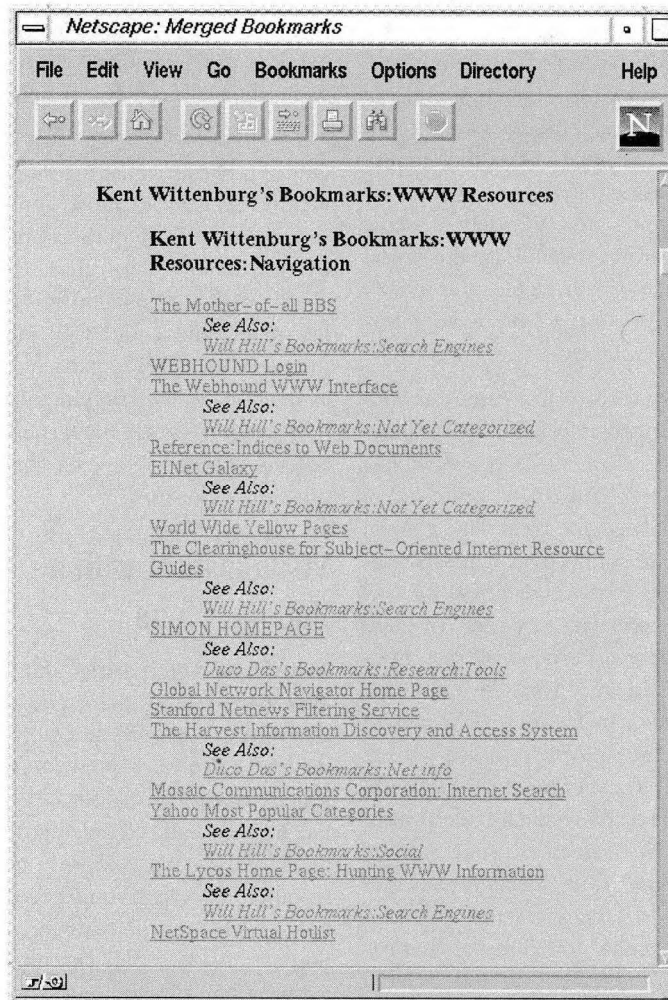 Netscape: Merged Bookmarks
File Edit View Go Bookmarks Options Directory Help
N
Kent Wittenburg's Bookmarks:WWW Resources
Kent Wittenburg's Bookmarks:WWW
Resources:Navigation
The Mother-of-all BBS
See Also:
Will Hill's Bookmarks:Search Engines
WEBHOUND Login
The Webhound WWW Interface
See Also:
Will Hill's Bookmarks:Not Yet Categorized
Reference:Indices to Web Documents
EINet Galaxy
See Also:
Will Hill's Bookmarks:Not Yet Categorized
World Wide Yellow Pages
The Clearinghouse for Subject-Oriented Internet Resource
Guides
See Also:
Will Hill's Bookmarks:Search Engines
SIMON HOMEPAGE
See Also:
Duco Das's Bookmarks:Research:Tools
Global Network Navigator Home Page
Stanford Netnews Filtering Service
The Harvest Information Discovery and Access System
See Also:
Duco Das's Bookmarks:Net info
Mosaic Communications Corporation: Internet Search
Yahoo Most Popular Categories
See Also:
Will Hill's Bookmarks:Social
The Lycos Home Page: Hunting WWW Information
See Also:
Will Hill's Bookmarks:Search Engines
NetSpace Virtual Hotlist